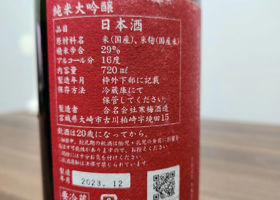 純米大吟醸
品目 日本酒
原材料名 米(国産)、米麹(国産米)
精米歩合 29%
アルコール分 16度
内容量 720ml
製造年月 枠外下部に記載
保存方法 冷蔵庫にて
保管してください。
製造者 合名会社寒梅酒造
宮城県大崎市古川柏崎字境田15
飲酒は20歳になってから。
製造年月
2023.12
要冷蔵